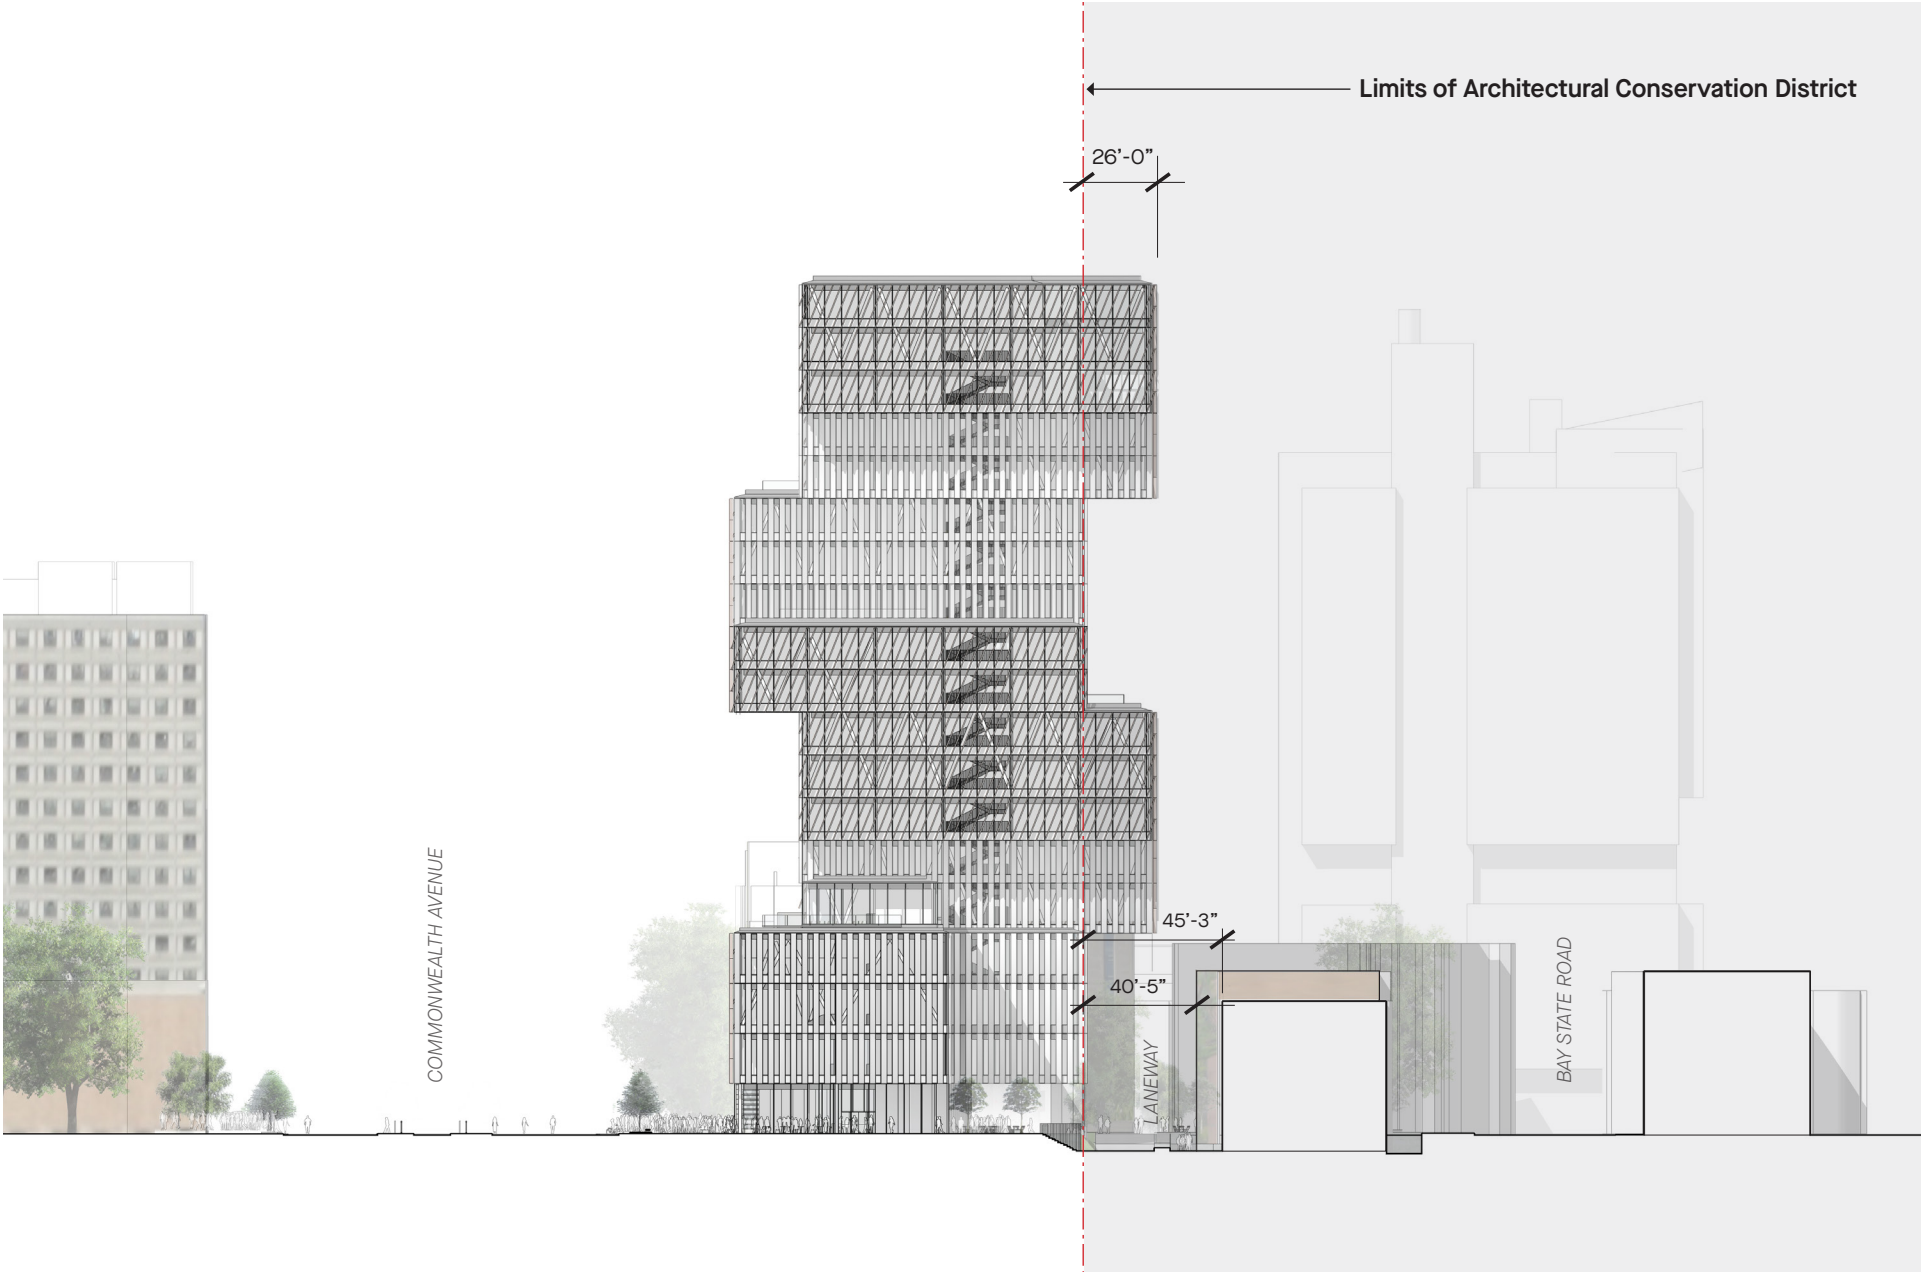 Limits of Architectural Conservation District
26’-0”
COMMONWEALTH AVENUE
45’-3”
40’-5”
LANEWAY
BAY STATE ROAD